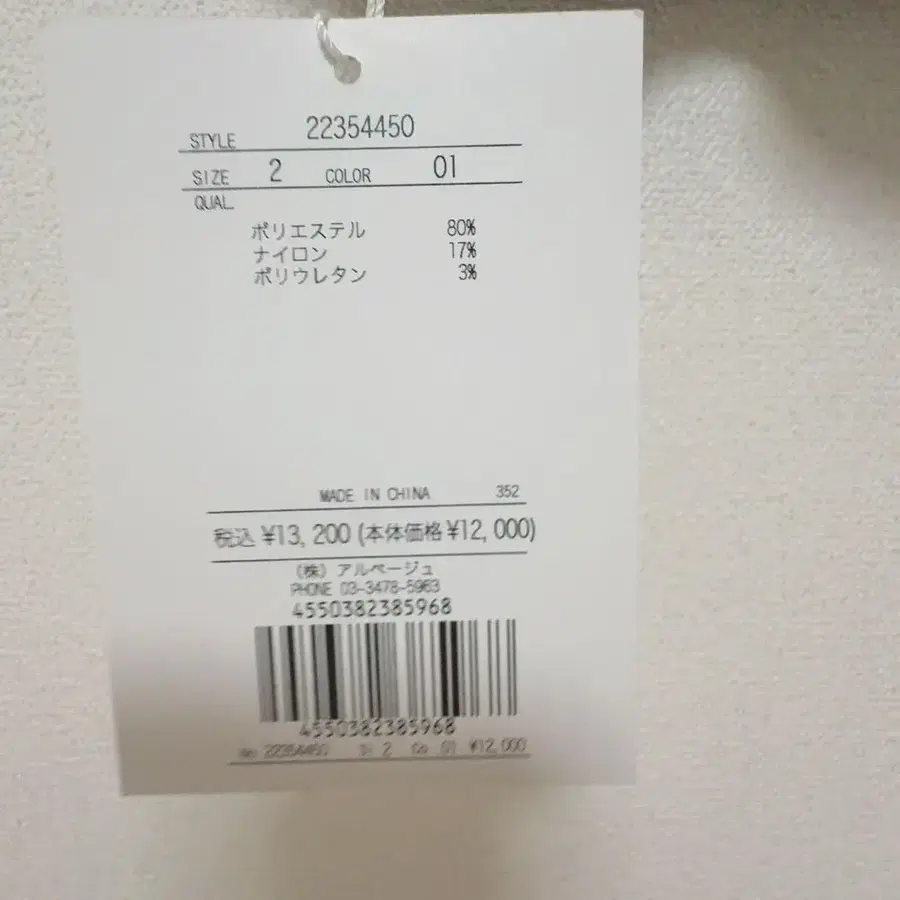 STYLE 22354450
SIZE 2 COLOR 01
QUAL.
ポリエステル 80%
ナイロン 17%
ポリウレタン 3%
MADE IN CHINA 352
税込 ¥13,200 (本体価格 ¥12,000)
(株) アルページュ
PHONE 03-3478-5963
4550382385968
4550382385968
No 22354450 Si 2 Co 01 ¥12,000